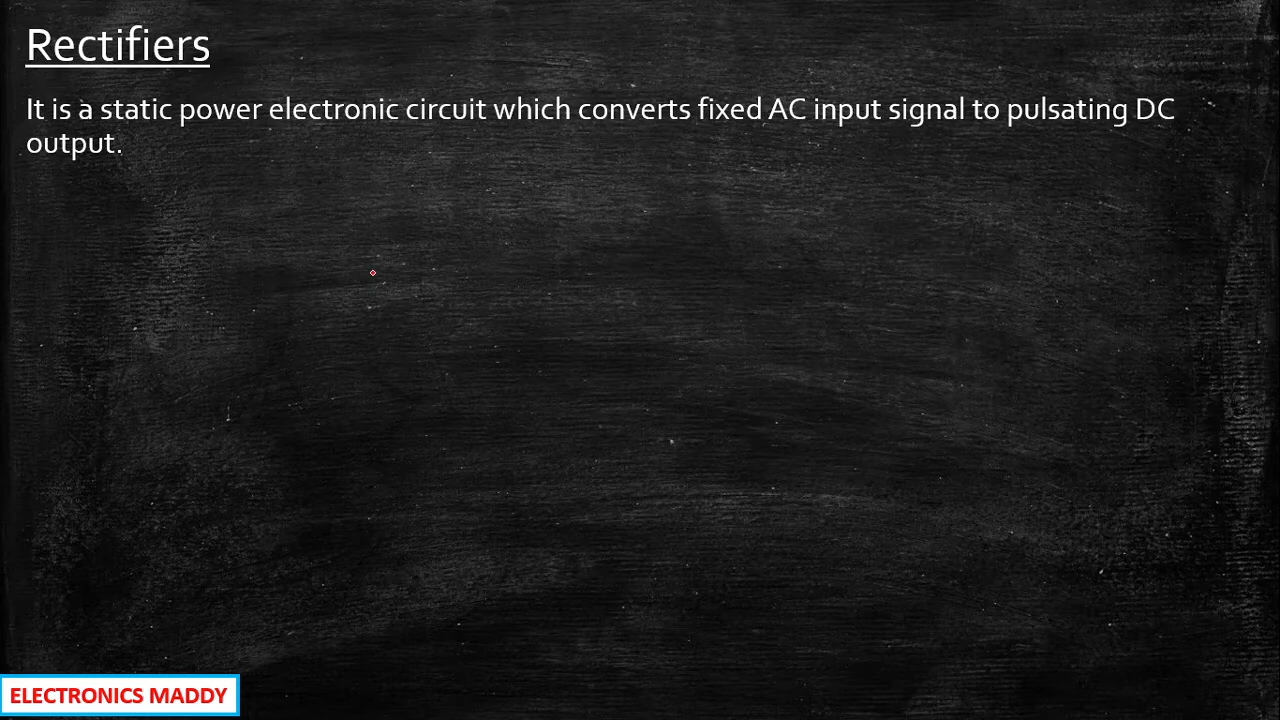 Rectifiers
It is a static power electronic circuit which converts fixed AC input signal to pulsating DC
output.
ELECTRONICS MADDY